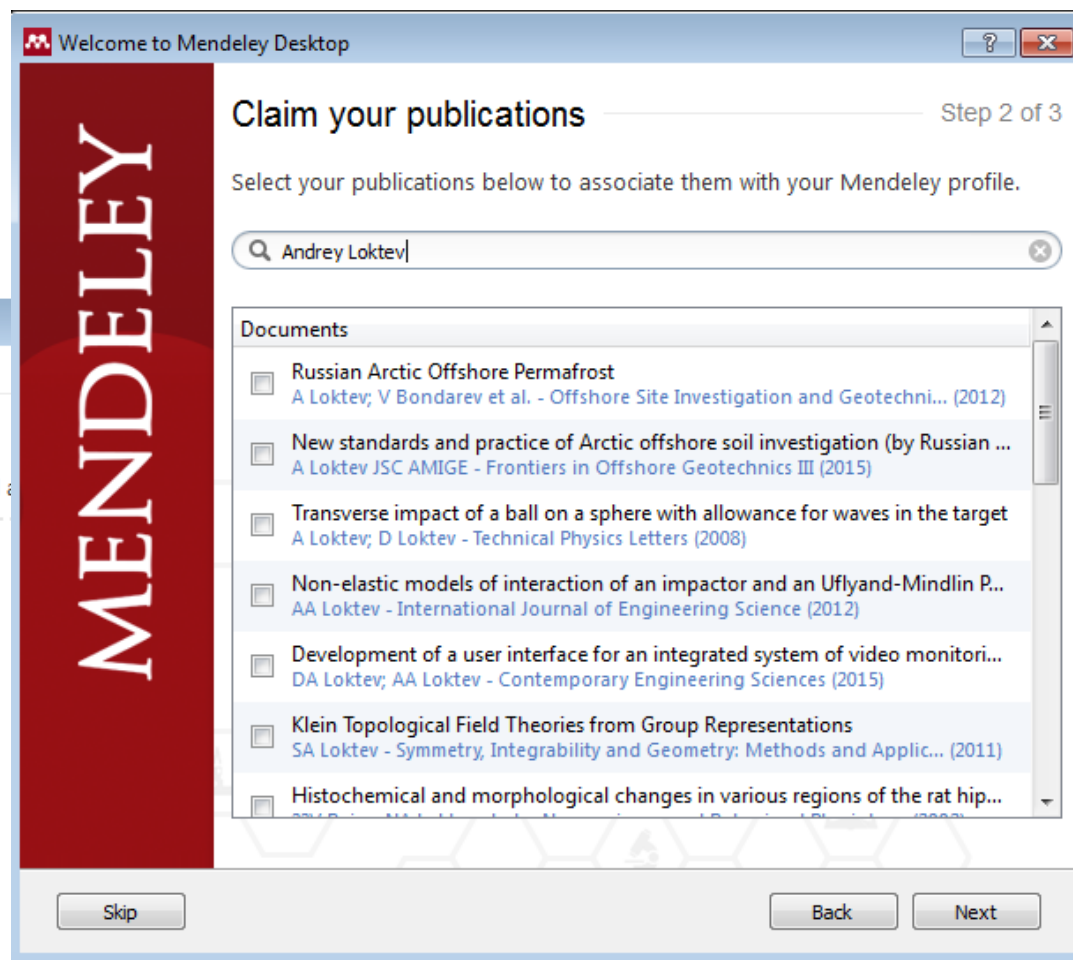 Welcome to Mendeley Desktop
MENDELEY
Claim your publications
Step 2 of 3
Select your publications below to associate them with your Mendeley profile.
Andrey Loktev
Documents
Russian Arctic Offshore Permafrost
A Loktev; V Bondarev et al. - Offshore Site Investigation and Geotechni... (2012)
New standards and practice of Arctic offshore soil investigation (by Russian ...
A Loktev JSC AMIGE - Frontiers in Offshore Geotechnics III (2015)
Transverse impact of a ball on a sphere with allowance for waves in the target
A Loktev; D Loktev - Technical Physics Letters (2008)
Non-elastic models of interaction of an impactor and an Uflyand-Mindlin P...
AA Loktev - International Journal of Engineering Science (2012)
Development of a user interface for an integrated system of video monitori...
DA Loktev; AA Loktev - Contemporary Engineering Sciences (2015)
Klein Topological Field Theories from Group Representations
SA Loktev - Symmetry, Integrability and Geometry: Methods and Applic... (2011)
Histochemical and morphological changes in various regions of the rat hip...
Skip
Back
Next